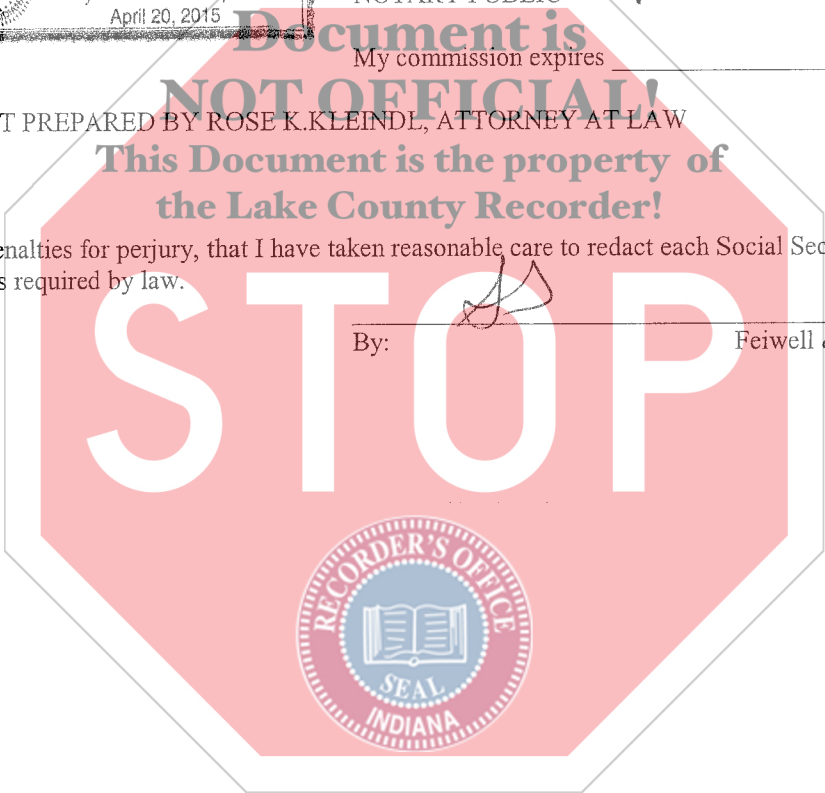 April 20, 2015
NOTARY PUBLIC
Document is
My commission expires
NOT OFFICIAL!
T PREPARED BY ROSE K.KLEINDL, ATTORNEY AT LAW
This Document is the property of
the Lake County Recorder!
enalties for perjury, that I have taken reasonable care to redact each Social Sec
s required by law.
STOP
By: Feiwell &
RECORDER'S OFFICE
SEAL
INDIANA